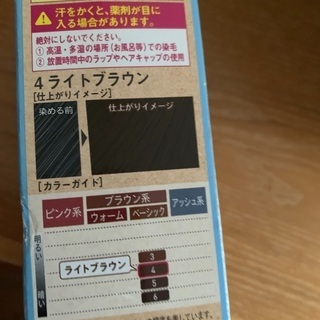 汗をかくと、薬剤が目に
入る場合があります。
絶対にしないでください。
①高温・多湿の場所(お風呂等)での染毛
②放置時間中のラップやヘアキャップの使用
4 ライトブラウン
[仕上がりイメージ]
染める前
仕上がりイメージ
[カラーガイド]
ピンク系 ブラウン系 アッシュ系
ウォーム ベーシック
明るい
3
ライトブラウン 4
5
暗い 6